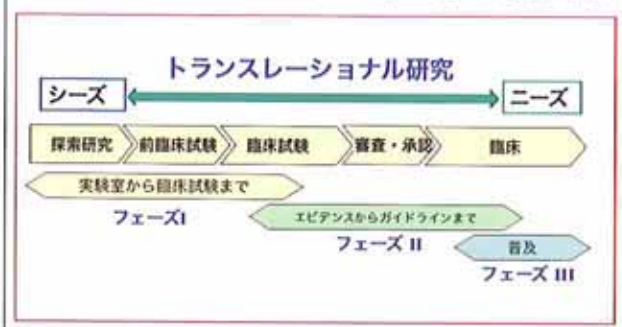 トランスレーショナル研究
シーズ
ニーズ
探索研究
前臨床試験
臨床試験
審査・承認
臨床
実験室から臨床試験まで
フェーズI
エビデンスからガイドラインまで
フェーズ II
普及
フェーズ III